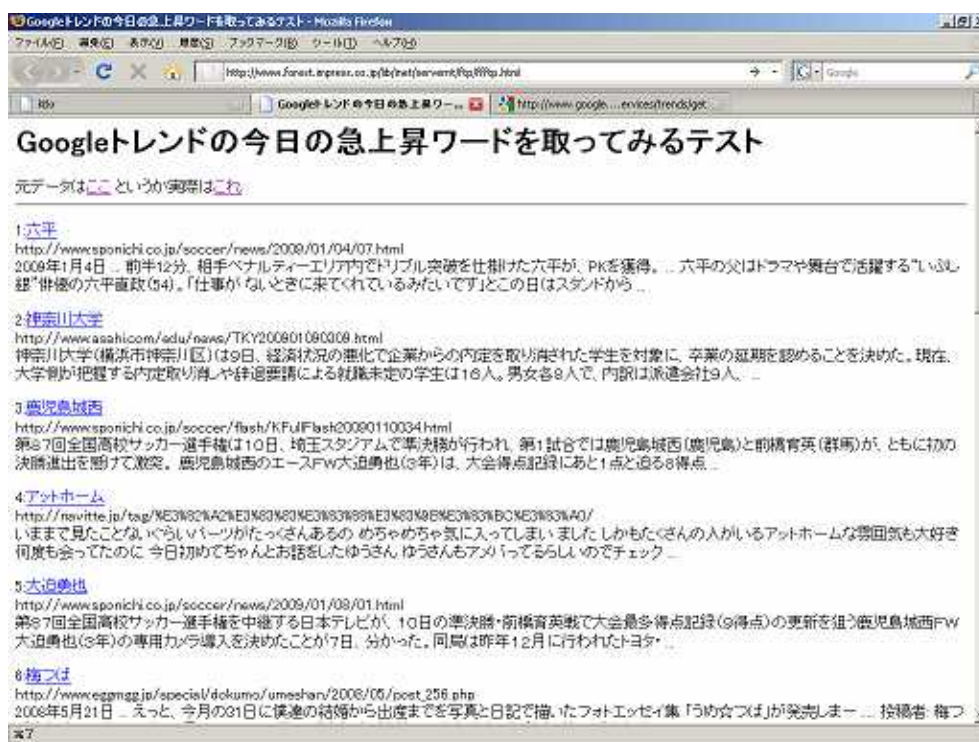 Googleトレンドの今日の急上昇ワードを取ってみるテスト - Mozilla Firefox
ファイル(F) 編集(E) 表示(V) 履歴(S) ブックマーク(B) ツール(T) ヘルプ(H)
Google
Googleトレンドの今日の急上昇ワー...
Googleトレンドの今日の急上昇ワードを取ってみるテスト
元データはここ というか実際はこれ
1:六平
http://www.sponichi.co.jp/soccer/news/2009/01/04/07.html
2009年1月4日 ... 前半12分、相手ペナルティーエリア内でドリブル突破を仕掛けた六平が、PKを獲得。 ... 六平の父はドラマや舞台で活躍する“いぶし
銀”俳優の六平直政(54)。「仕事が ないときに来てくれているみたいです」とこの日はスタンドから ...
2:神奈川大学
http://www.asahi.com/edu/news/TKY200901090309.html
神奈川大学(横浜市神奈川区)は9日、経済状況の悪化で企業からの内定を取り消された学生を対象に、卒業の延期を認めることを決めた。現在、
大学側が把握する内定取り消しや辞退要請による就職未定の学生は16人。男女各8人で、内訳は派遣会社9人、 ...
3:鹿児島城西
http://www.sponichi.co.jp/soccer/flash/KFullFlash20090110034.html
第87回全国高校サッカー選手権は10日、埼玉スタジアムで準決勝が行われ、第1試合では鹿児島城西(鹿児島)と前橋育英(群馬)が、ともに初の
決勝進出を懸けて激突。 鹿児島城西のエースFW大迫勇也(3年)は、大会得点記録にあと1点と迫る8得点 ...
4:アットホーム
http://navitte.jp/tag/%E3%82%A2%E3%83%83%E3%83%88%E3%83%9B%E3%83%BC%E3%83%A0/
いままで見たことないぐらいパーツがたっくさんあるの めちゃめちゃ気に入ってしまい ました しかもたくさんの人がいるアットホームな雰囲気も大好き
何度も会ってたのに 今日初めてちゃんとお話をしたゆうさん ゆうさんもアメバってるらしいのでチェック ...
5:大迫勇也
http://www.sponichi.co.jp/soccer/news/2009/01/08/01.html
第87回全国高校サッカー選手権を中継する日本テレビが、10日の準決勝・前橋育英戦で大会最多得点記録(9得点)の更新を狙う鹿児島城西FW
大迫勇也(3年)の専用カメラ導入を決めたことが7日、分かった。同局は昨年12月に行われたトヨタ・ ...
6:梅つば
http://www.eggmgg.jp/special/dokumo/umeshan/2008/05/post_256.php
2008年5月21日 ... えっと、今月の31日に僕達の結婚から出産までを写真と日記で描いたフォトエッセイ集 「うめ☆つば」が発売しまー ... 投稿者: 梅つ